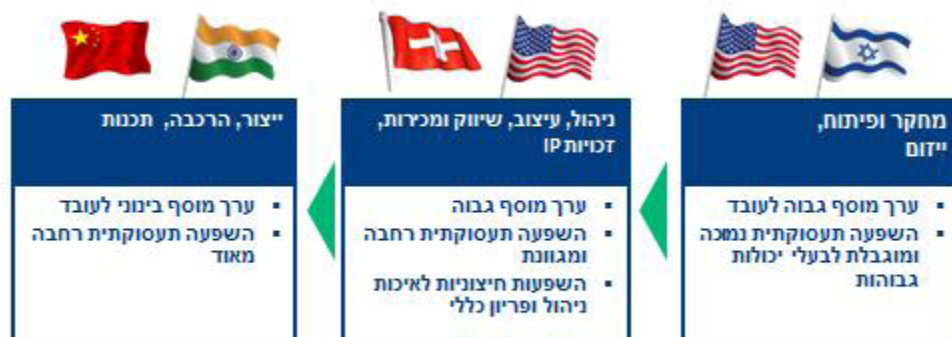 מחקר ופיתוח,
ייזום
ערך מוסף גבוה לעובד
השפעה תעסוקתית נמוכה
ומוגבלת לבעלי יכולות
גבוהות
ניהול, עיצוב, שיווק ומכירות,
זכויות IP
ערך מוסף גבוה
השפעה תעסוקתית רחבה
ומגוונת
השפעות חיצוניות לאיכות
ניהול ופריון כללי
ייצור, הרכבה, תכנות
ערך מוסף בינוני לעובד
השפעה תעסוקתית רחבה
מאוד